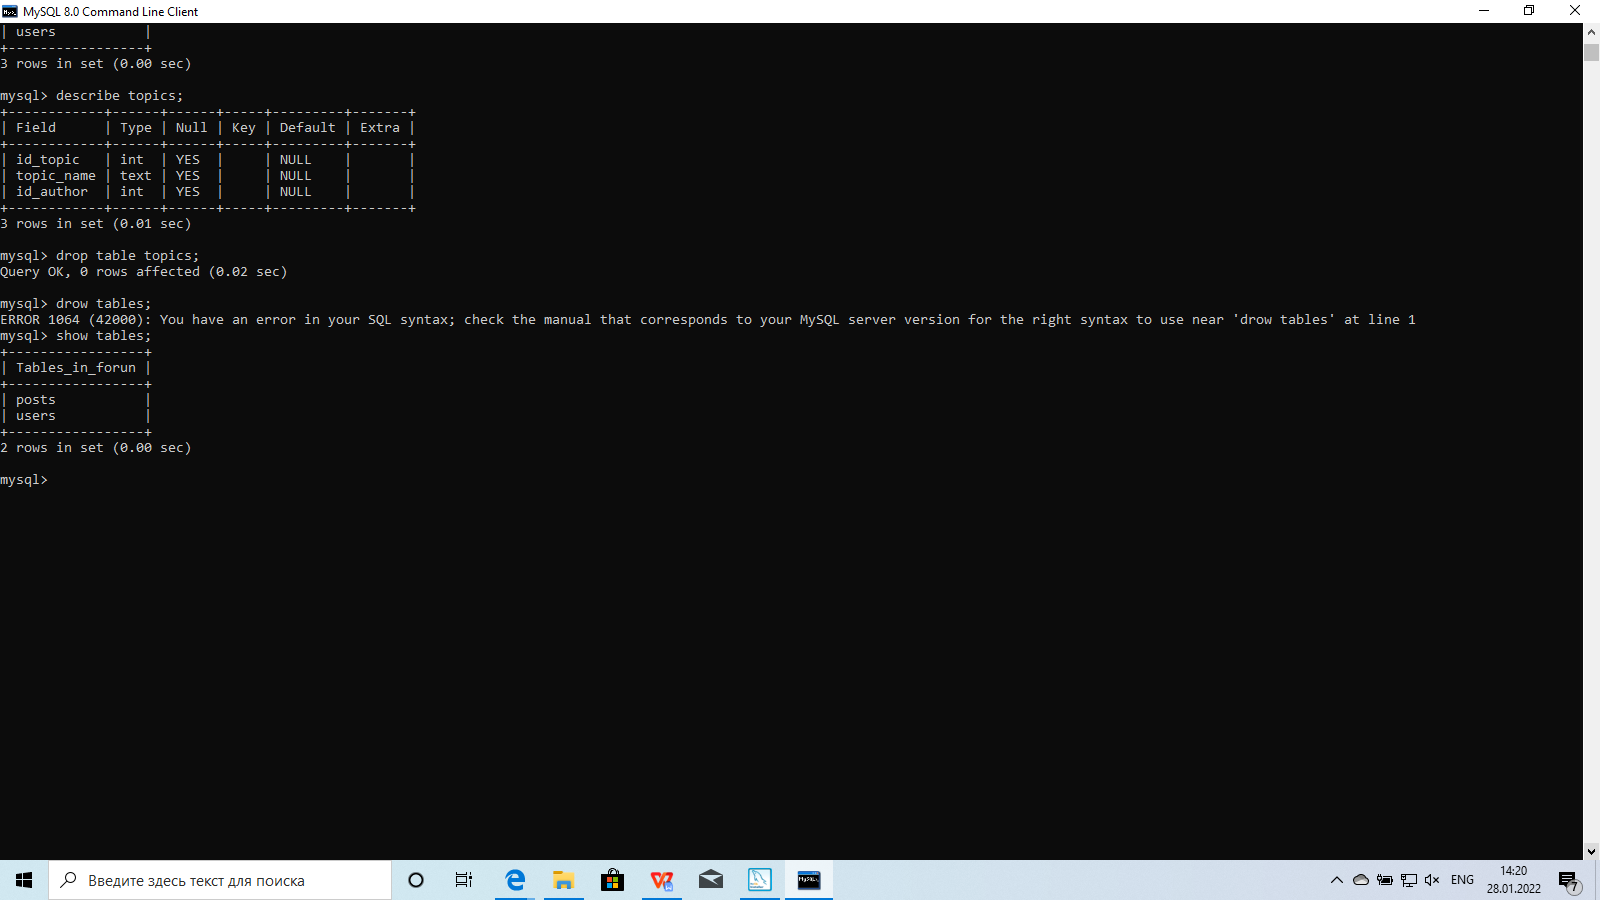 MySQL 8.0 Command Line Client
| users           |
+-----------------+
3 rows in set (0.00 sec)
mysql> describe topics;
+------------+------+------+-----+---------+-------+
| Field      | Type | Null | Key | Default | Extra |
+------------+------+------+-----+---------+-------+
| id_topic   | int  | YES  |     | NULL    |       |
| topic_name | text | YES  |     | NULL    |       |
| id_author  | int  | YES  |     | NULL    |       |
+------------+------+------+-----+---------+-------+
3 rows in set (0.01 sec)
mysql> drop table topics;
Query OK, 0 rows affected (0.02 sec)
mysql> drow tables;
ERROR 1064 (42000): You have an error in your SQL syntax; check the manual that corresponds to your MySQL server version for the right syntax to use near 'drow tables' at line 1
mysql> show tables;
+-----------------+
| Tables_in_forun |
+-----------------+
| posts           |
| users           |
+-----------------+
2 rows in set (0.00 sec)
mysql>
Введите здесь текст для поиска
ENG
14:20
28.01.2022
7